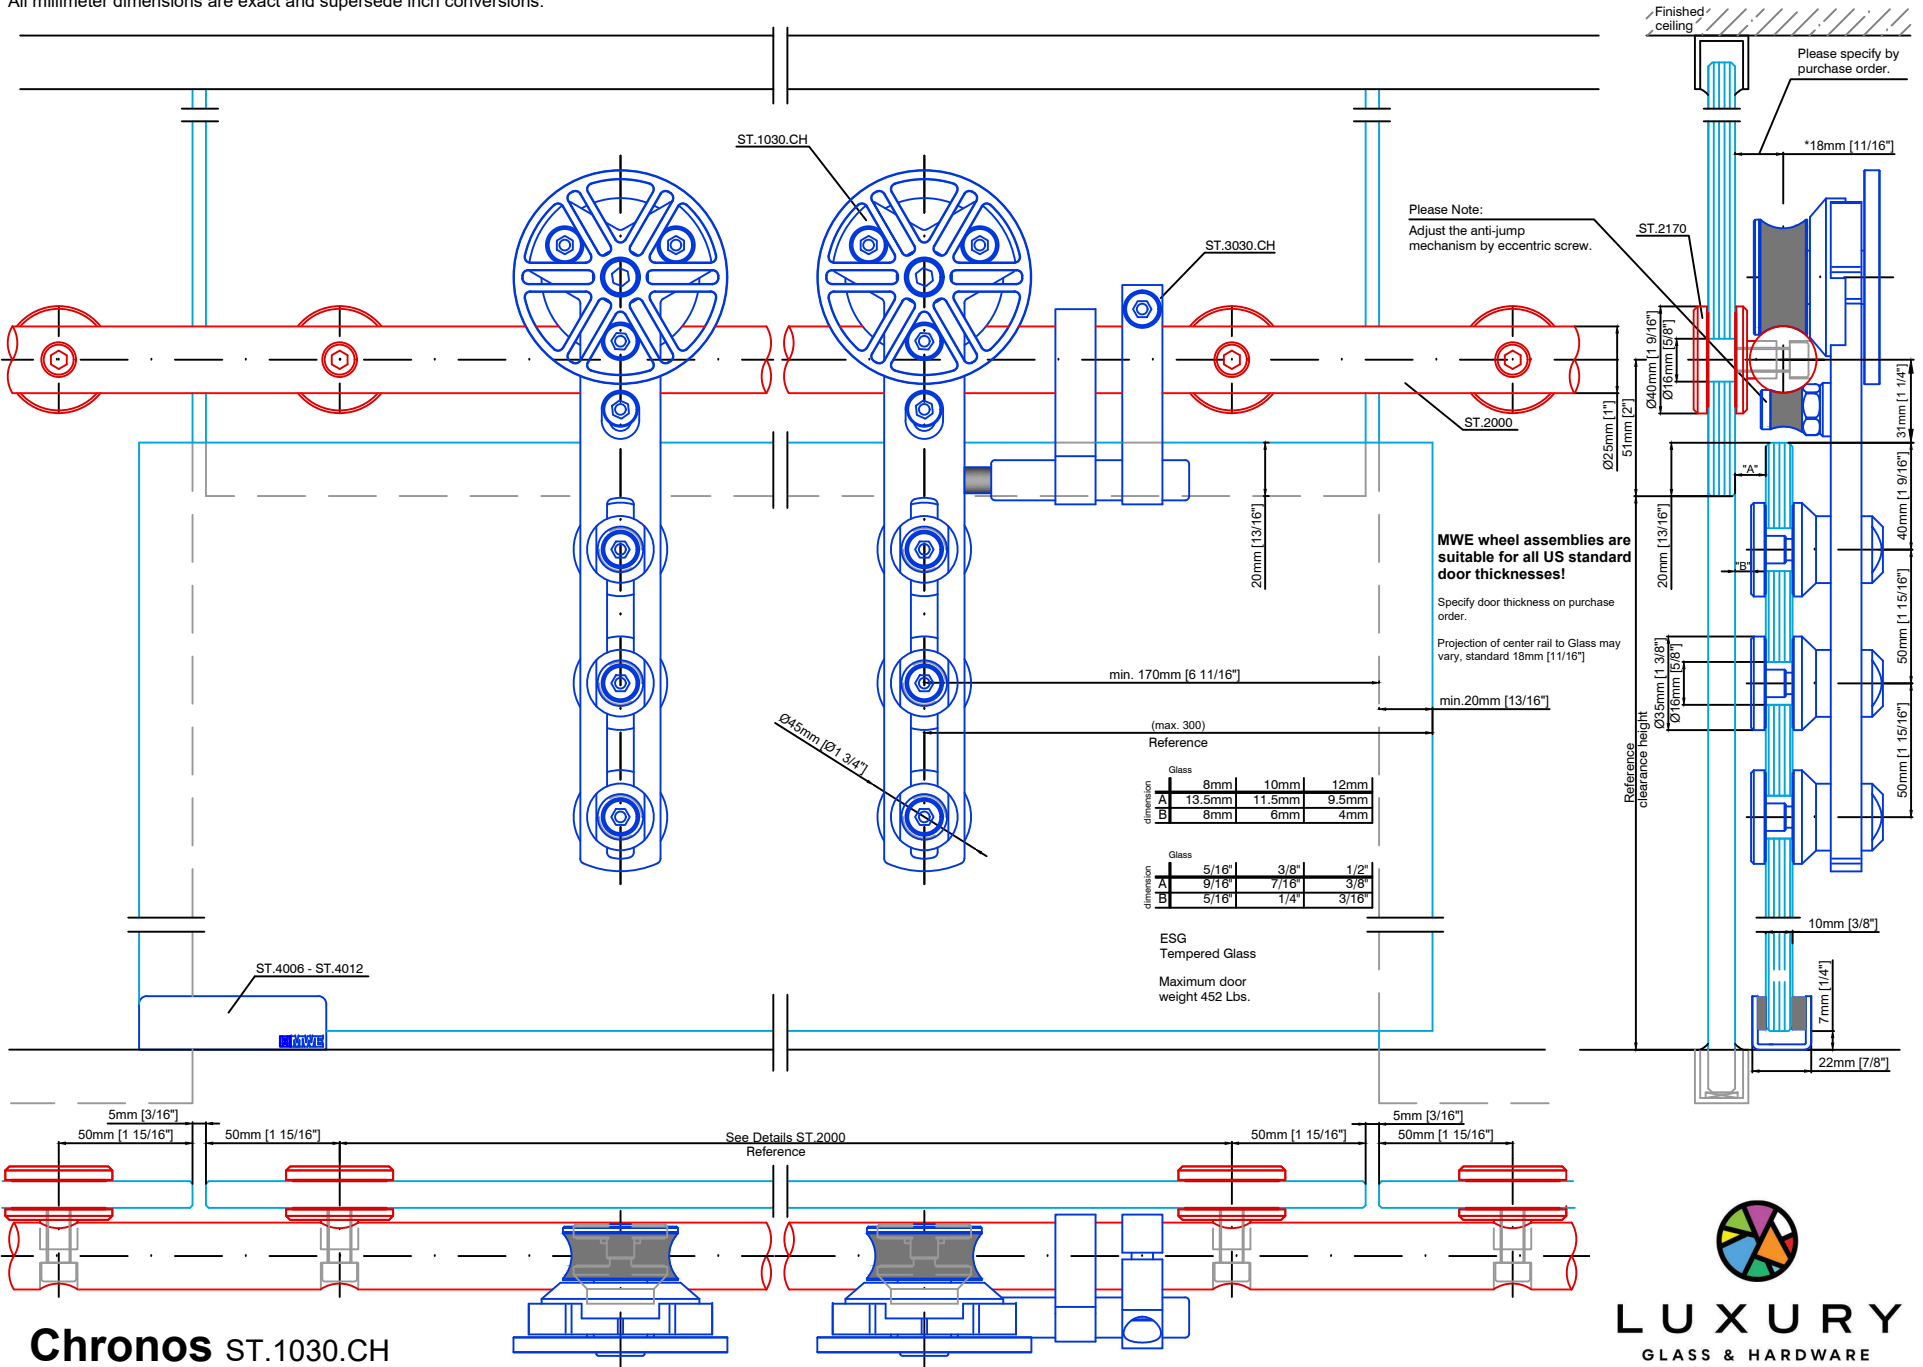 All millimeter dimensions are exact and supersede inch conversions.
Finished
ceiling
Please specify by
purchase order.
*18mm [11/16"]
ST.1030.CH
Please Note:
Adjust the anti-jump
mechanism by eccentric screw.
ST.2170
ST.3030.CH
Ø40mm [1 9/16"]
Ø16mm [5/8"]
31mm [1 1/4"]
ST.2000
Ø25mm [1"]
51mm [2"]
"A"
40mm [1 9/16"]
20mm [13/16"]
20mm [13/16"]
MWE wheel assemblies are
suitable for all US standard
door thicknesses!
"B"
Specify door thickness on purchase
order.
Projection of center rail to Glass may
vary, standard 18mm [11/16"]
50mm [1 15/16"]
Ø35mm [1 3/8"]
Ø16mm [5/8"]
min. 170mm [6 11/16"]
min.20mm [13/16"]
(max. 300)
Reference
Ø45mm [Ø1 3/4"]
Reference
clearance height
50mm [1 15/16"]
Glass
dimension
8mm 10mm 12mm
A 13.5mm 11.5mm 9.5mm
B 8mm 6mm 4mm
Glass
dimension
5/16" 3/8" 1/2"
A 9/16" 7/16" 3/8"
B 5/16" 1/4" 3/16"
10mm [3/8"]
ESG
Tempered Glass
Maximum door
weight 452 Lbs.
ST.4006 - ST.4012
7mm [1/4"]
MWE
22mm [7/8"]
5mm [3/16"]
5mm [3/16"]
50mm [1 15/16"]
50mm [1 15/16"]
See Details ST.2000
Reference
50mm [1 15/16"]
50mm [1 15/16"]
Chronos ST.1030.CH
LUXURY
GLASS & HARDWARE